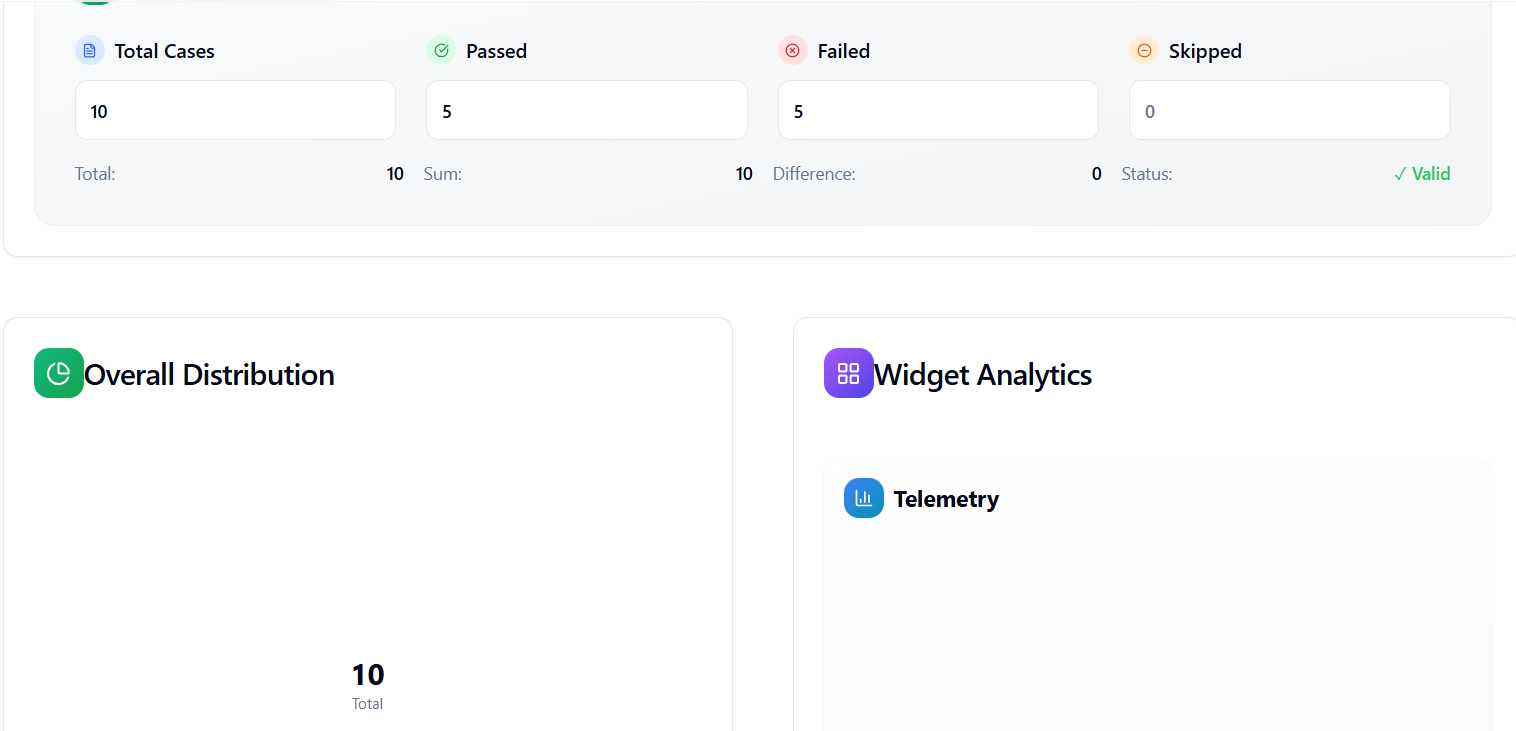 Total Cases Passed Failed Skipped
10 5 5 0
Total: 10 Sum: 10 Difference: 0 Status: ✓ Valid
Overall Distribution Widget Analytics
Telemetry
10
Total